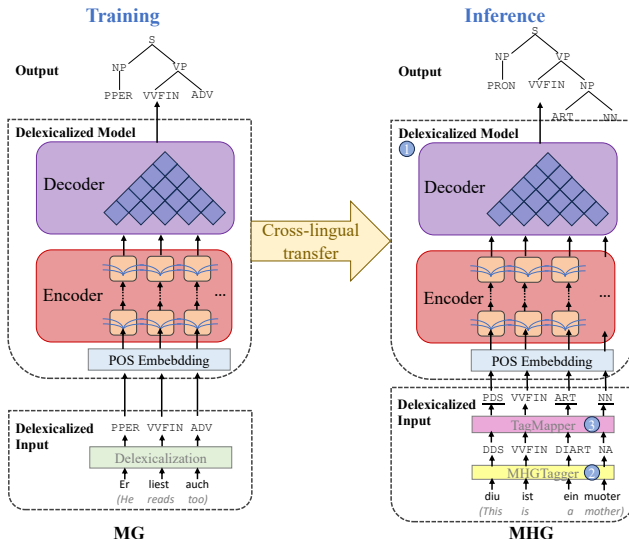 Training
Inference
Output
S
NP VP
PPER VVFIN ADV
Delexicalized Model
Decoder
Encoder
...
POS Embebdding
Delexicalized
Input
PPER VVFIN ADV
Delexicalization
Er liest auch
(He reads too)
MG
Cross-lingual
transfer
Output
S
NP VP
PRON VVFIN NP
ART NN
Delexicalized Model
1
Decoder
Encoder
...
POS Embebdding
Delexicalized
Input
PDS VVFIN ART NN
TagMapper 3
DDS VVFIN DIART NA
MHGTagger 2
diu ist ein muoter
(This is a mother)
MHG